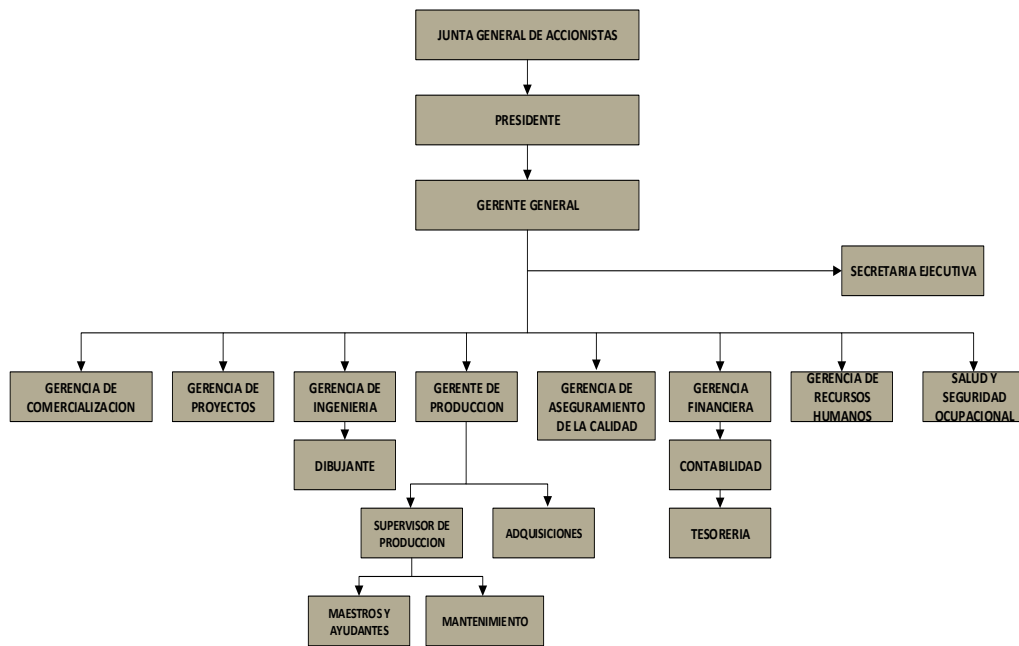 JUNTA GENERAL DE ACCIONISTAS
PRESIDENTE
GERENTE GENERAL
SECRETARIA EJECUTIVA
GERENCIA DE
COMERCIALIZACION
GERENCIA DE
PROYECTOS
GERENCIA DE
INGENIERIA
GERENTE DE
PRODUCCION
GERENCIA DE
ASEGURAMIENTO
DE LA CALIDAD
GERENCIA
FINANCIERA
GERENCIA DE
RECURSOS
HUMANOS
SALUD Y
SEGURIDAD
OCUPACIONAL
DIBUJANTE
CONTABILIDAD
SUPERVISOR DE
PRODUCCION
ADQUISICIONES
TESORERIA
MAESTROS Y
AYUDANTES
MANTENIMIENTO